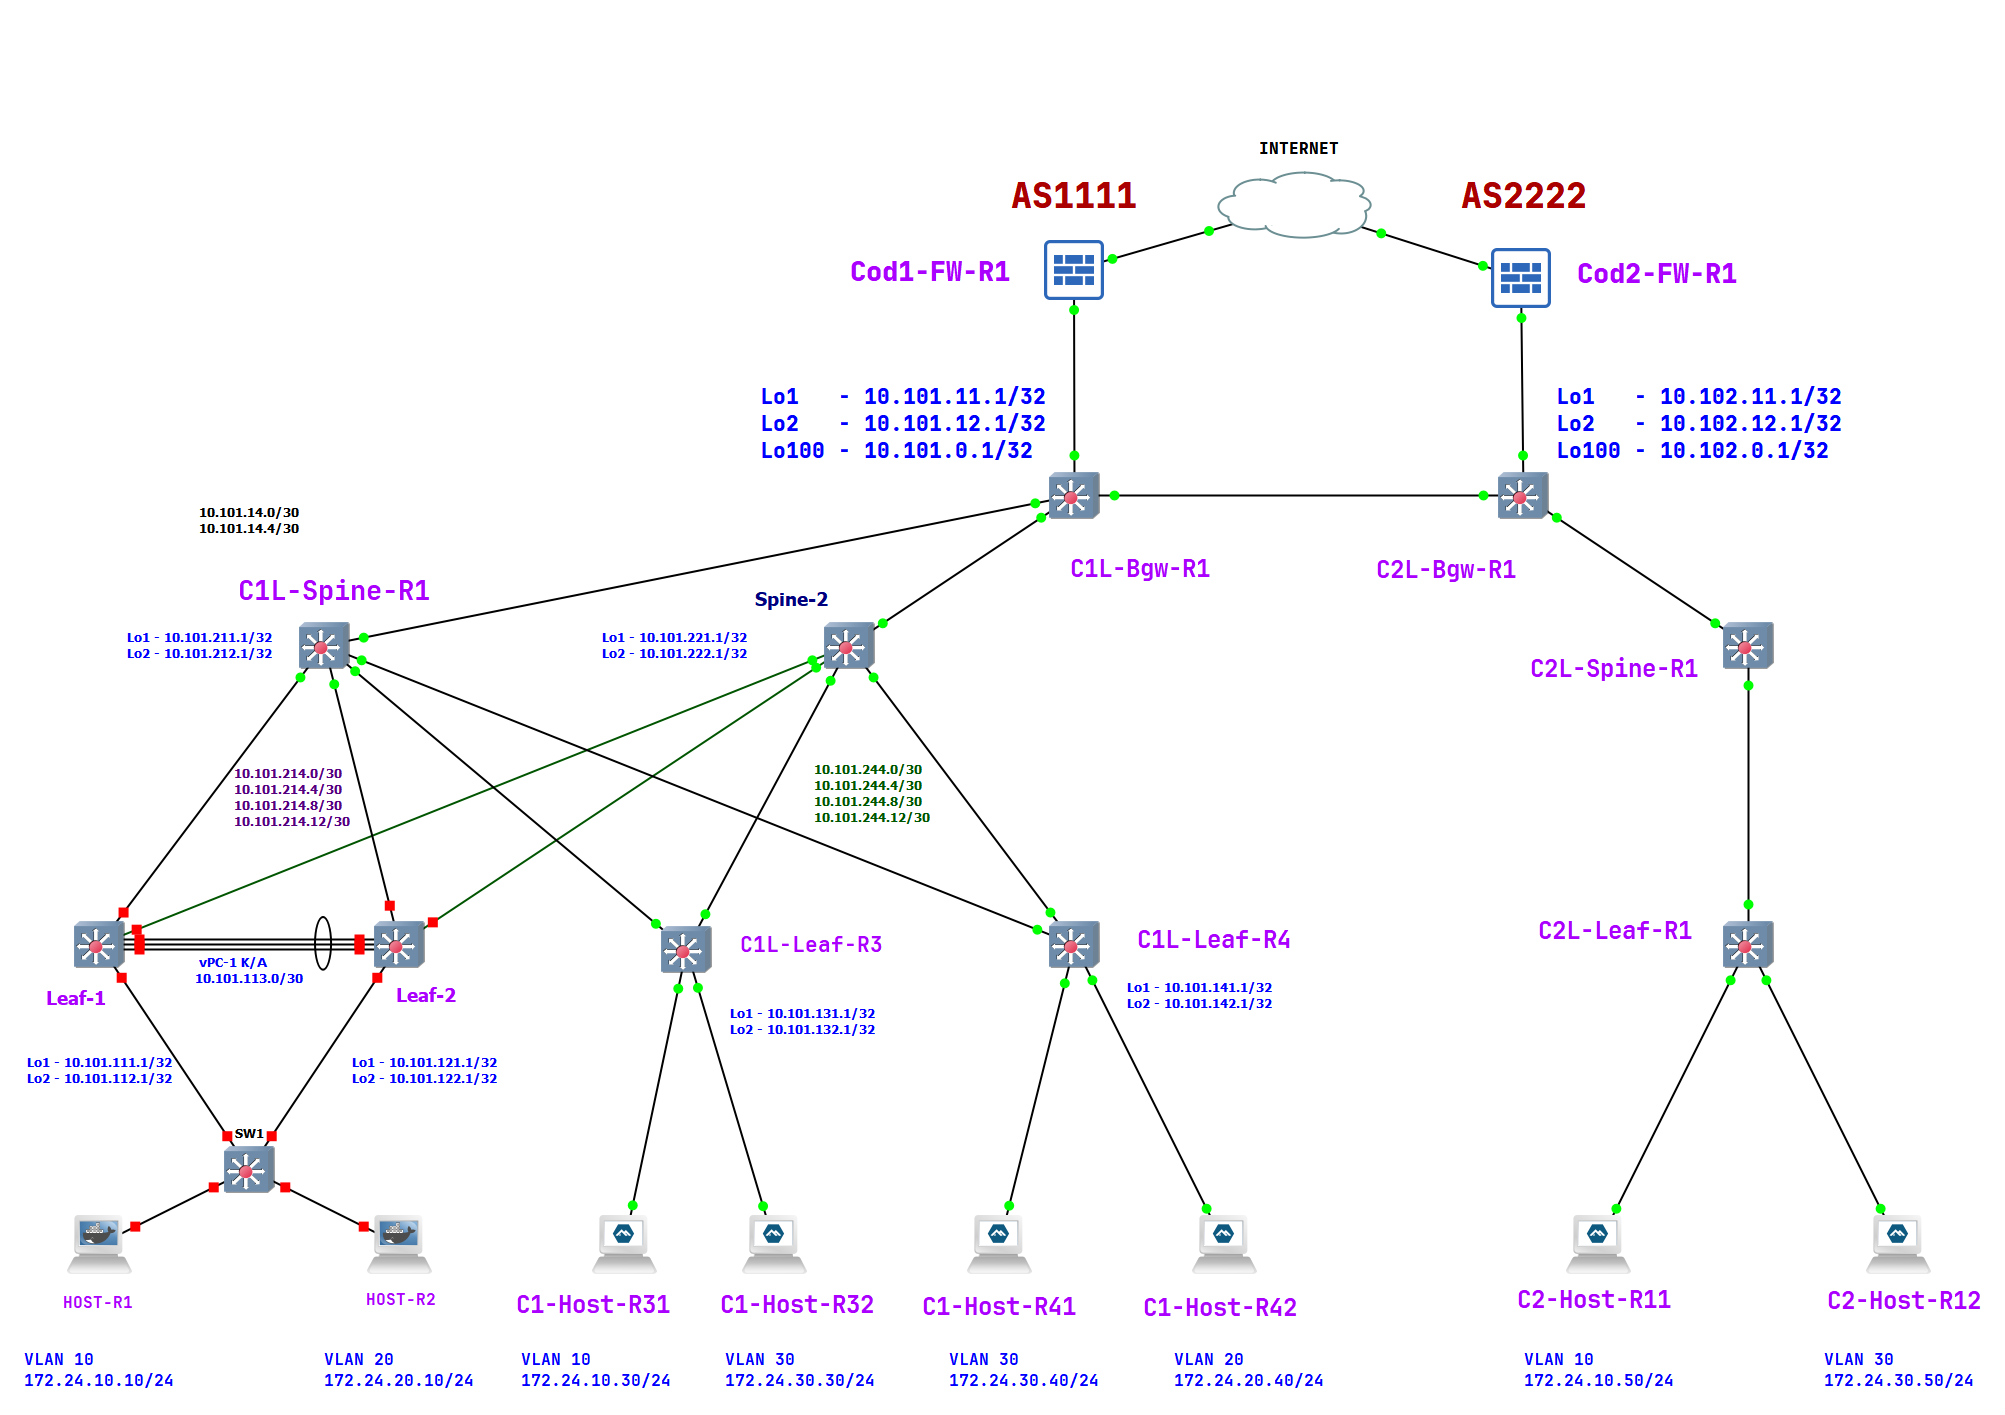 INTERNET
AS1111
AS2222
Cod1-FW-R1
Cod2-FW-R1
Lo1   - 10.101.11.1/32
Lo2   - 10.101.12.1/32
Lo100 - 10.101.0.1/32
Lo1   - 10.102.11.1/32
Lo2   - 10.102.12.1/32
Lo100 - 10.102.0.1/32
10.101.14.0/30
10.101.14.4/30
C1L-Bgw-R1
C2L-Bgw-R1
C1L-Spine-R1
Spine-2
Lo1 - 10.101.211.1/32
Lo2 - 10.101.212.1/32
Lo1 - 10.101.221.1/32
Lo2 - 10.101.222.1/32
C2L-Spine-R1
10.101.214.0/30
10.101.214.4/30
10.101.214.8/30
10.101.214.12/30
10.101.244.0/30
10.101.244.4/30
10.101.244.8/30
10.101.244.12/30
vPC-1 K/A
10.101.113.0/30
Leaf-1
Leaf-2
C1L-Leaf-R3
C1L-Leaf-R4
C2L-Leaf-R1
Lo1 - 10.101.141.1/32
Lo2 - 10.101.142.1/32
Lo1 - 10.101.131.1/32
Lo2 - 10.101.132.1/32
Lo1 - 10.101.111.1/32
Lo2 - 10.101.112.1/32
Lo1 - 10.101.121.1/32
Lo2 - 10.101.122.1/32
SW1
HOST-R1
HOST-R2
C1-Host-R31
C1-Host-R32
C1-Host-R41
C1-Host-R42
C2-Host-R11
C2-Host-R12
VLAN 10
172.24.10.10/24
VLAN 20
172.24.20.10/24
VLAN 10
172.24.10.30/24
VLAN 30
172.24.30.30/24
VLAN 30
172.24.30.40/24
VLAN 20
172.24.20.40/24
VLAN 10
172.24.10.50/24
VLAN 30
172.24.30.50/24